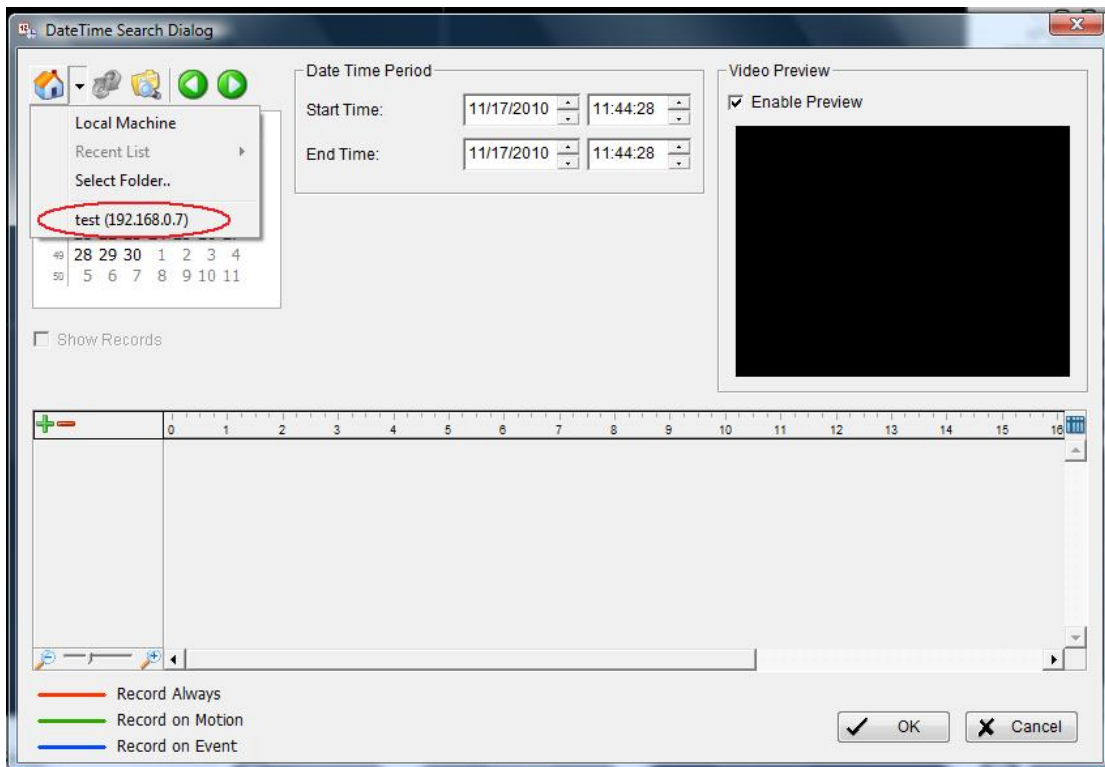 DateTime Search Dialog
Date Time Period
Start Time: 11/17/2010 11:44:28
End Time: 11/17/2010 11:44:28
Video Preview
Enable Preview
Local Machine
Recent List
Select Folder..
test (192.168.0.7)
49 28 29 30 1 2 3 4
50 5 6 7 8 9 10 11
Show Records
0 1 2 3 4 5 6 7 8 9 10 11 12 13 14 15 16
Record Always
Record on Motion
Record on Event
OK
Cancel